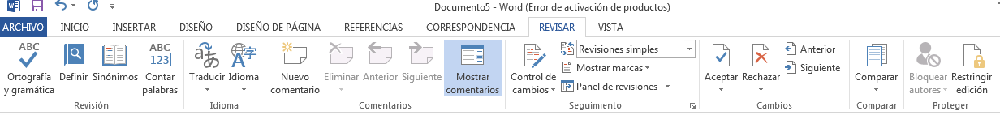 Documento5 - Word (Error de activación de productos)
ARCHIVO INICIO INSERTAR DISEÑO DISEÑO DE PÁGINA REFERENCIAS CORRESPONDENCIA REVISAR VISTA
ABC
Ortografía y gramática
Definir
Sinónimos
ABC
123
Contar palabras
Revisión
Traducir
Idioma
Idioma
Nuevo comentario
Eliminar
Anterior
Siguiente
Mostrar comentarios
Comentarios
Control de cambios
Revisiones simples
Mostrar marcas
Panel de revisiones
Seguimiento
Aceptar
Rechazar
Anterior
Siguiente
Cambios
Comparar
Comparar
Bloquear autores
Restringir edición
Proteger